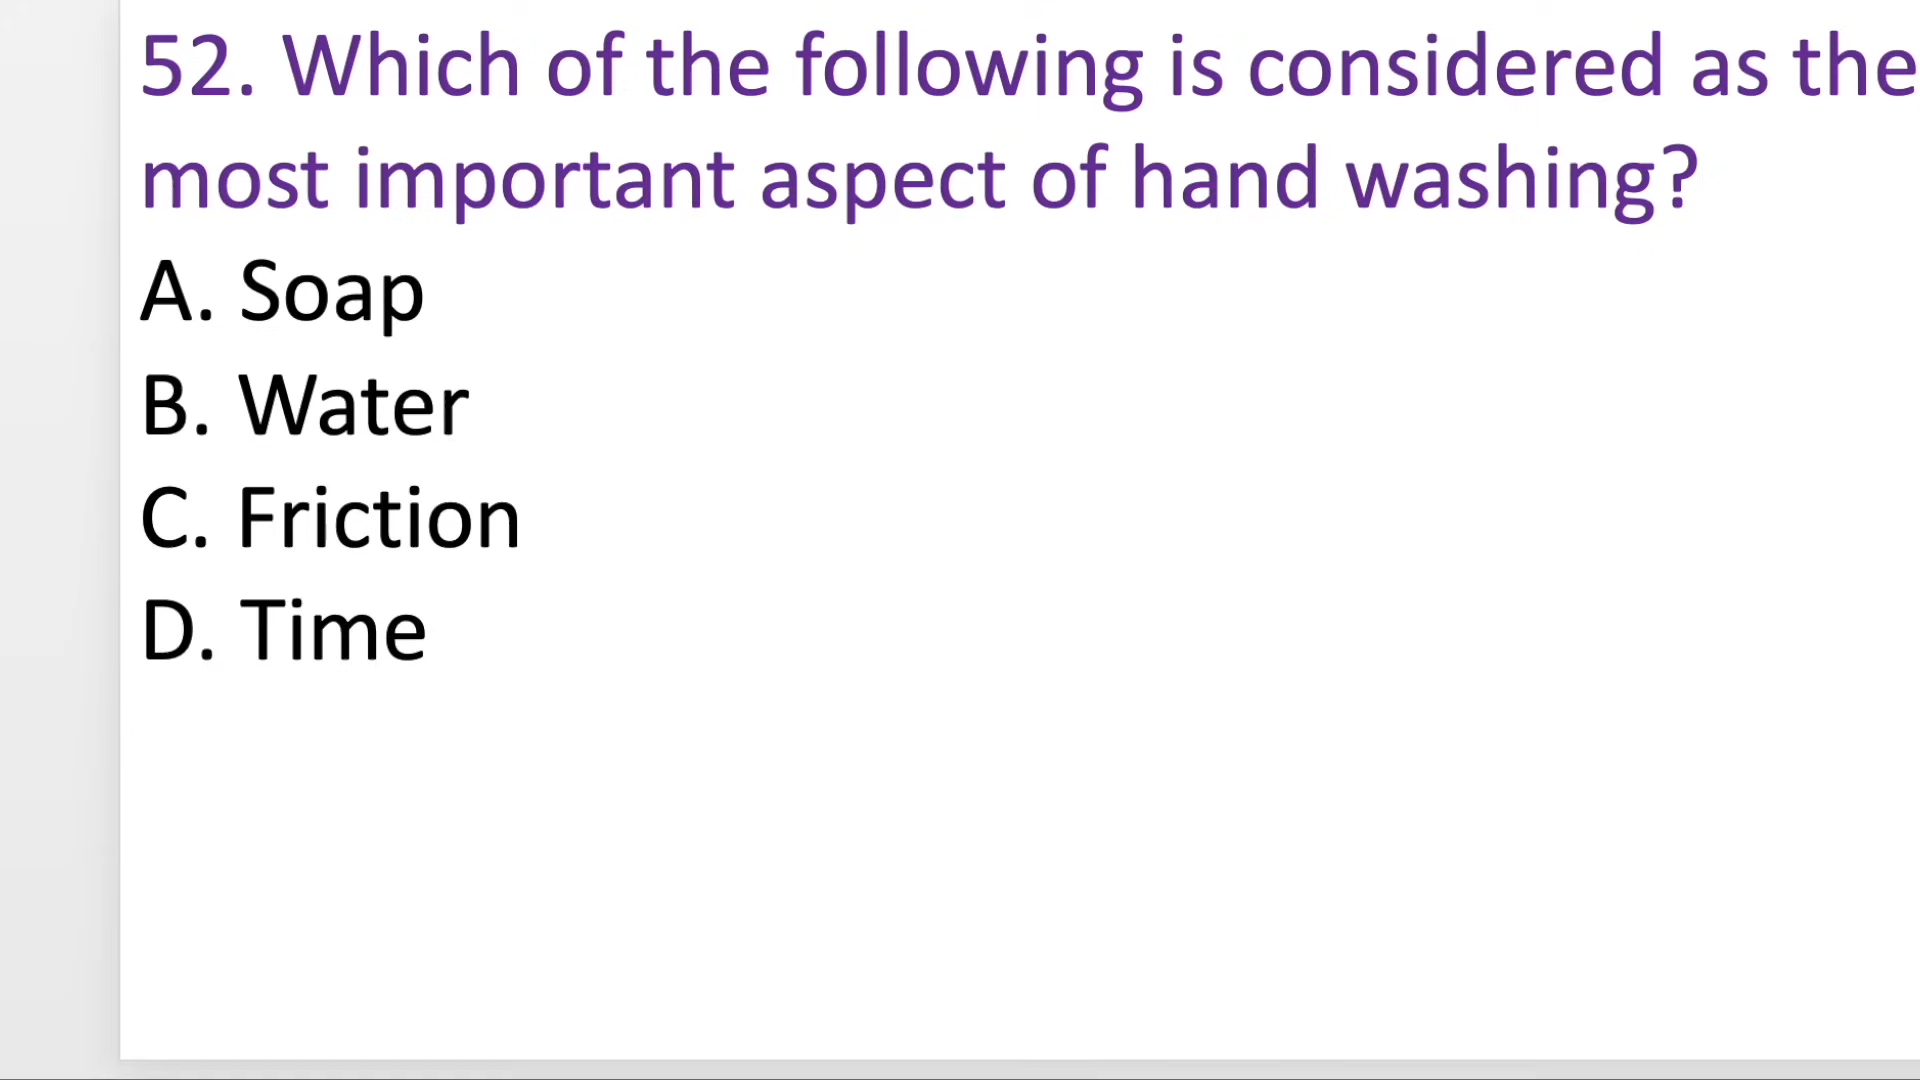 52. Which of the following is considered as the
most important aspect of hand washing?
A. Soap
B. Water
C. Friction
D. Time